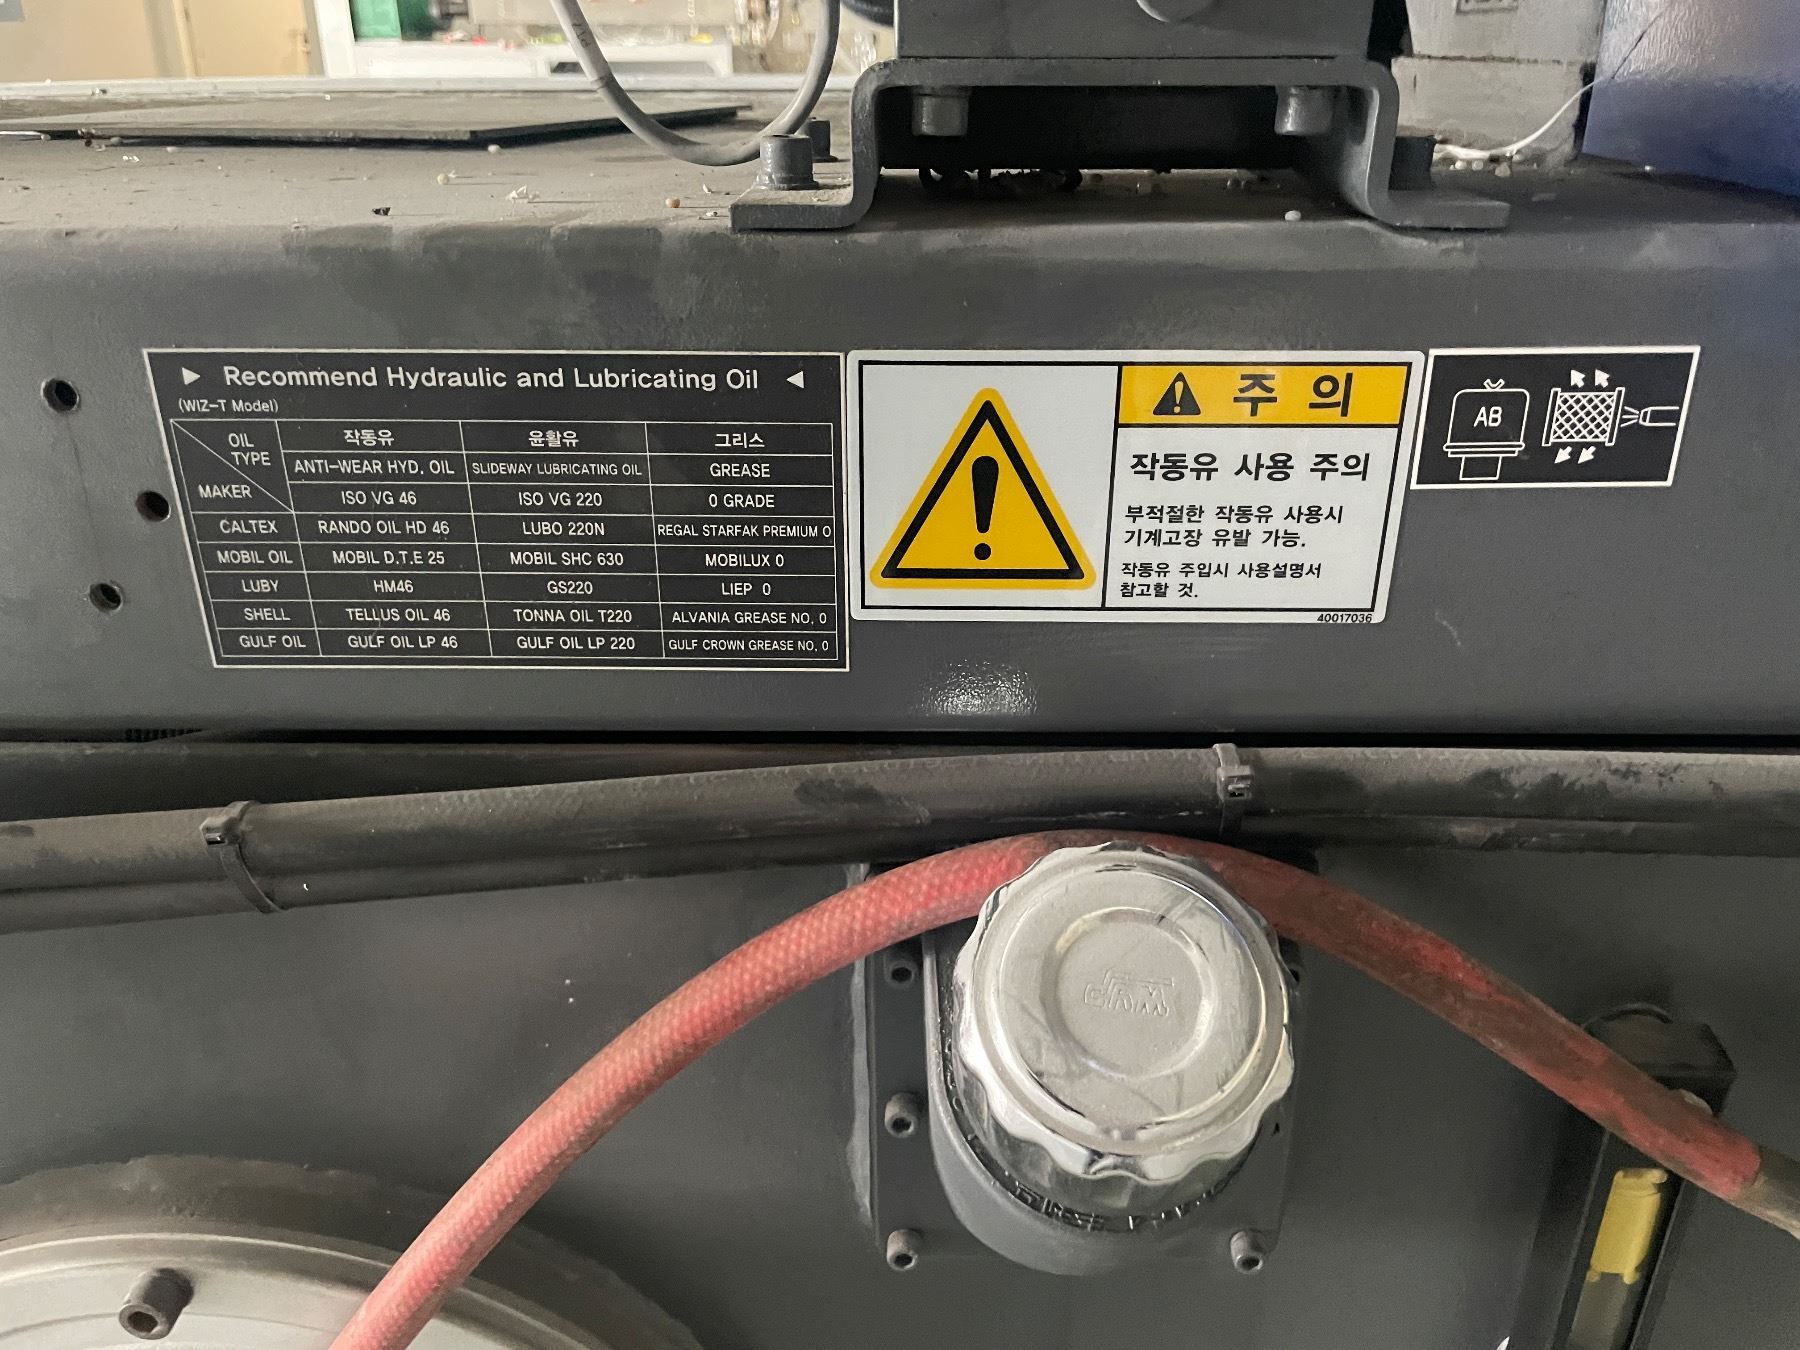 ▶ Recommend Hydraulic and Lubricating Oil ◀
(WIZ-T Model)
OIL TYPE
MAKER
작동유 윤활유 그리스
ANTI-WEAR HYD. OIL SLIDEWAY LUBRICATING OIL GREASE
ISO VG 46 ISO VG 220 0 GRADE
CALTEX RANDO OIL HD 46 LUBO 220N REGAL STARFAK PREMIUM 0
MOBIL OIL MOBIL D.T.E 25 MOBIL SHC 630 MOBILUX 0
LUBY HM46 GS220 LIEP 0
SHELL TELLUS OIL 46 TONNA OIL T220 ALVANIA GREASE NO. 0
GULF OIL GULF OIL LP 46 GULF OIL LP 220 GULF CROWN GREASE NO. 0
주 의
작동유 사용 주의
부적절한 작동유 사용시
기계고장 유발 가능.
작동유 주입시 사용설명서
참고할 것.
40017036
AB